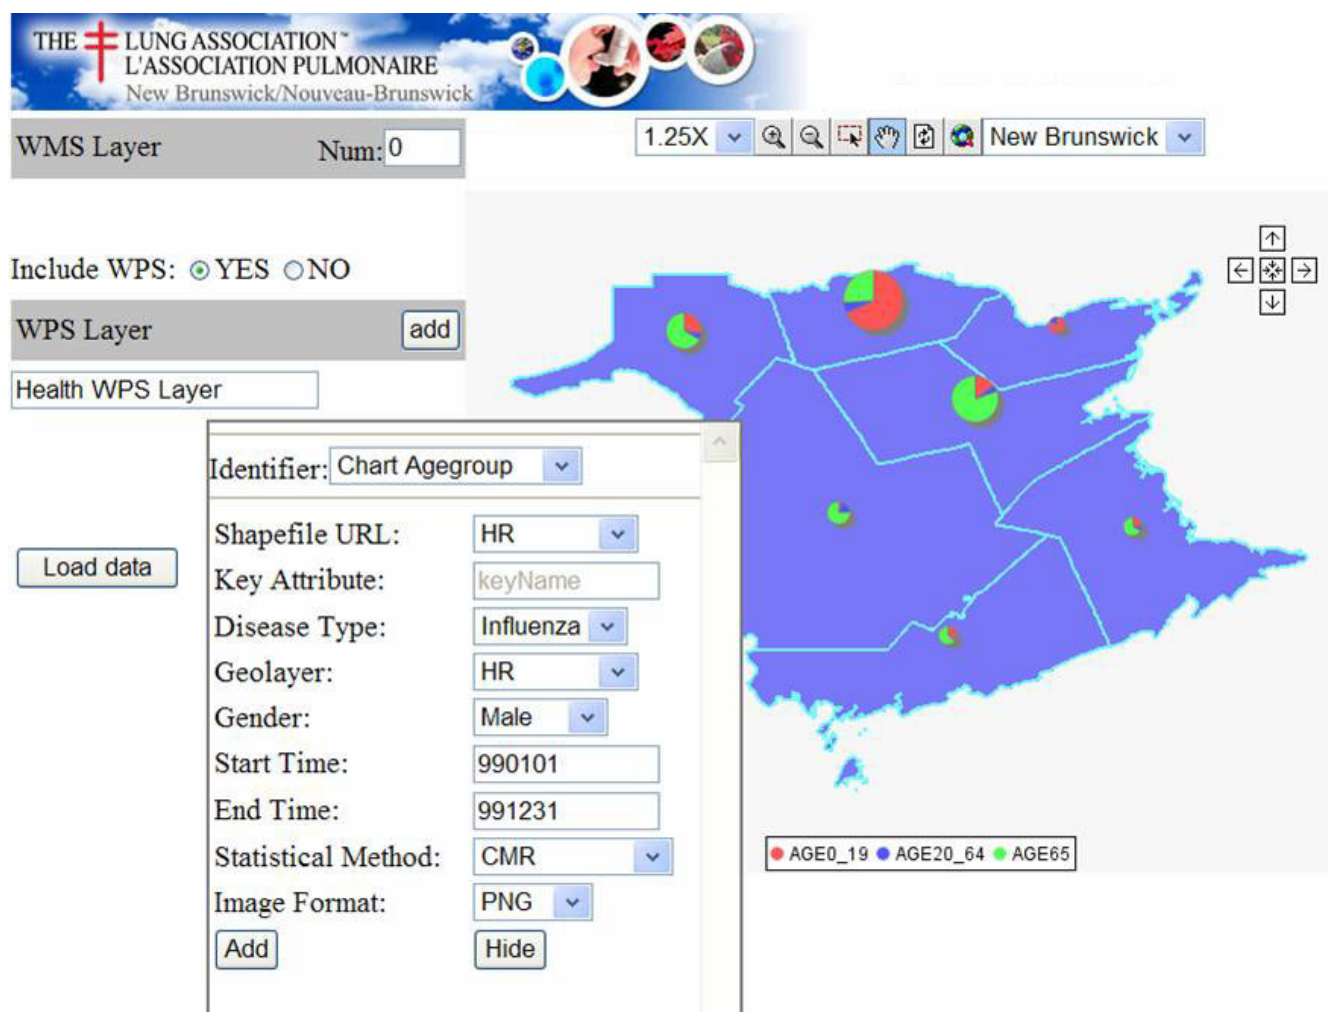 THE LUNG ASSOCIATION™
L'ASSOCIATION PULMONAIRE
New Brunswick/Nouveau-Brunswick
WMS Layer Num: 0
1.25X New Brunswick
Include WPS: YES NO
WPS Layer add
Health WPS Layer
Identifier: Chart Agegroup
Shapefile URL: HR
Load data
Key Attribute: keyName
Disease Type: Influenza
Geolayer: HR
Gender: Male
Start Time: 990101
End Time: 991231
Statistical Method: CMR
AGE0_19 AGE20_64 AGE65
Image Format: PNG
Add Hide